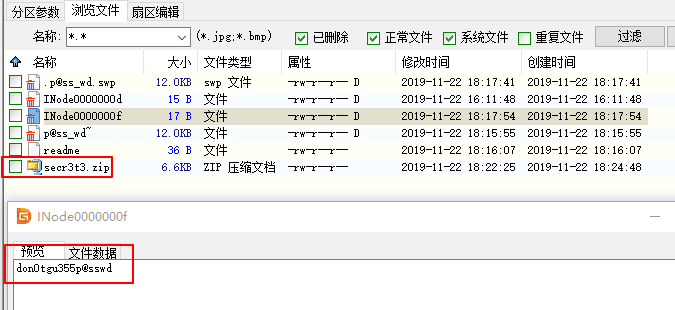 分区参数 浏览文件 扇区编辑
名称: *.* (*.jpg;*.bmp) 已删除 正常文件 系统文件 重复文件 过滤
名称 大小 文件类型 属性 修改时间 创建时间
.p@ss_wd.swp 12.0KB swp 文件 -rw-r--r-- D 2019-11-22 18:17:41 2019-11-22 18:17:41
INode0000000d 15 B 文件 -rw-r--r-- D 2019-11-22 16:11:48 2019-11-22 16:11:48
INode0000000f 17 B 文件 -rw-r--r-- D 2019-11-22 18:17:54 2019-11-22 18:17:54
p@ss_wd~ 12.0KB 文件 -rw-r--r-- D 2019-11-22 18:15:55 2019-11-22 18:15:55
readme 36 B 文件 -rw-r--r-- 2019-11-22 18:16:07 2019-11-22 18:16:07
secr3t3.zip 6.6KB ZIP 压缩文档 -rw-r--r-- 2019-11-22 18:22:25 2019-11-22 18:24:48
INode0000000f
预览 文件数据
don0tgu355p@sswd